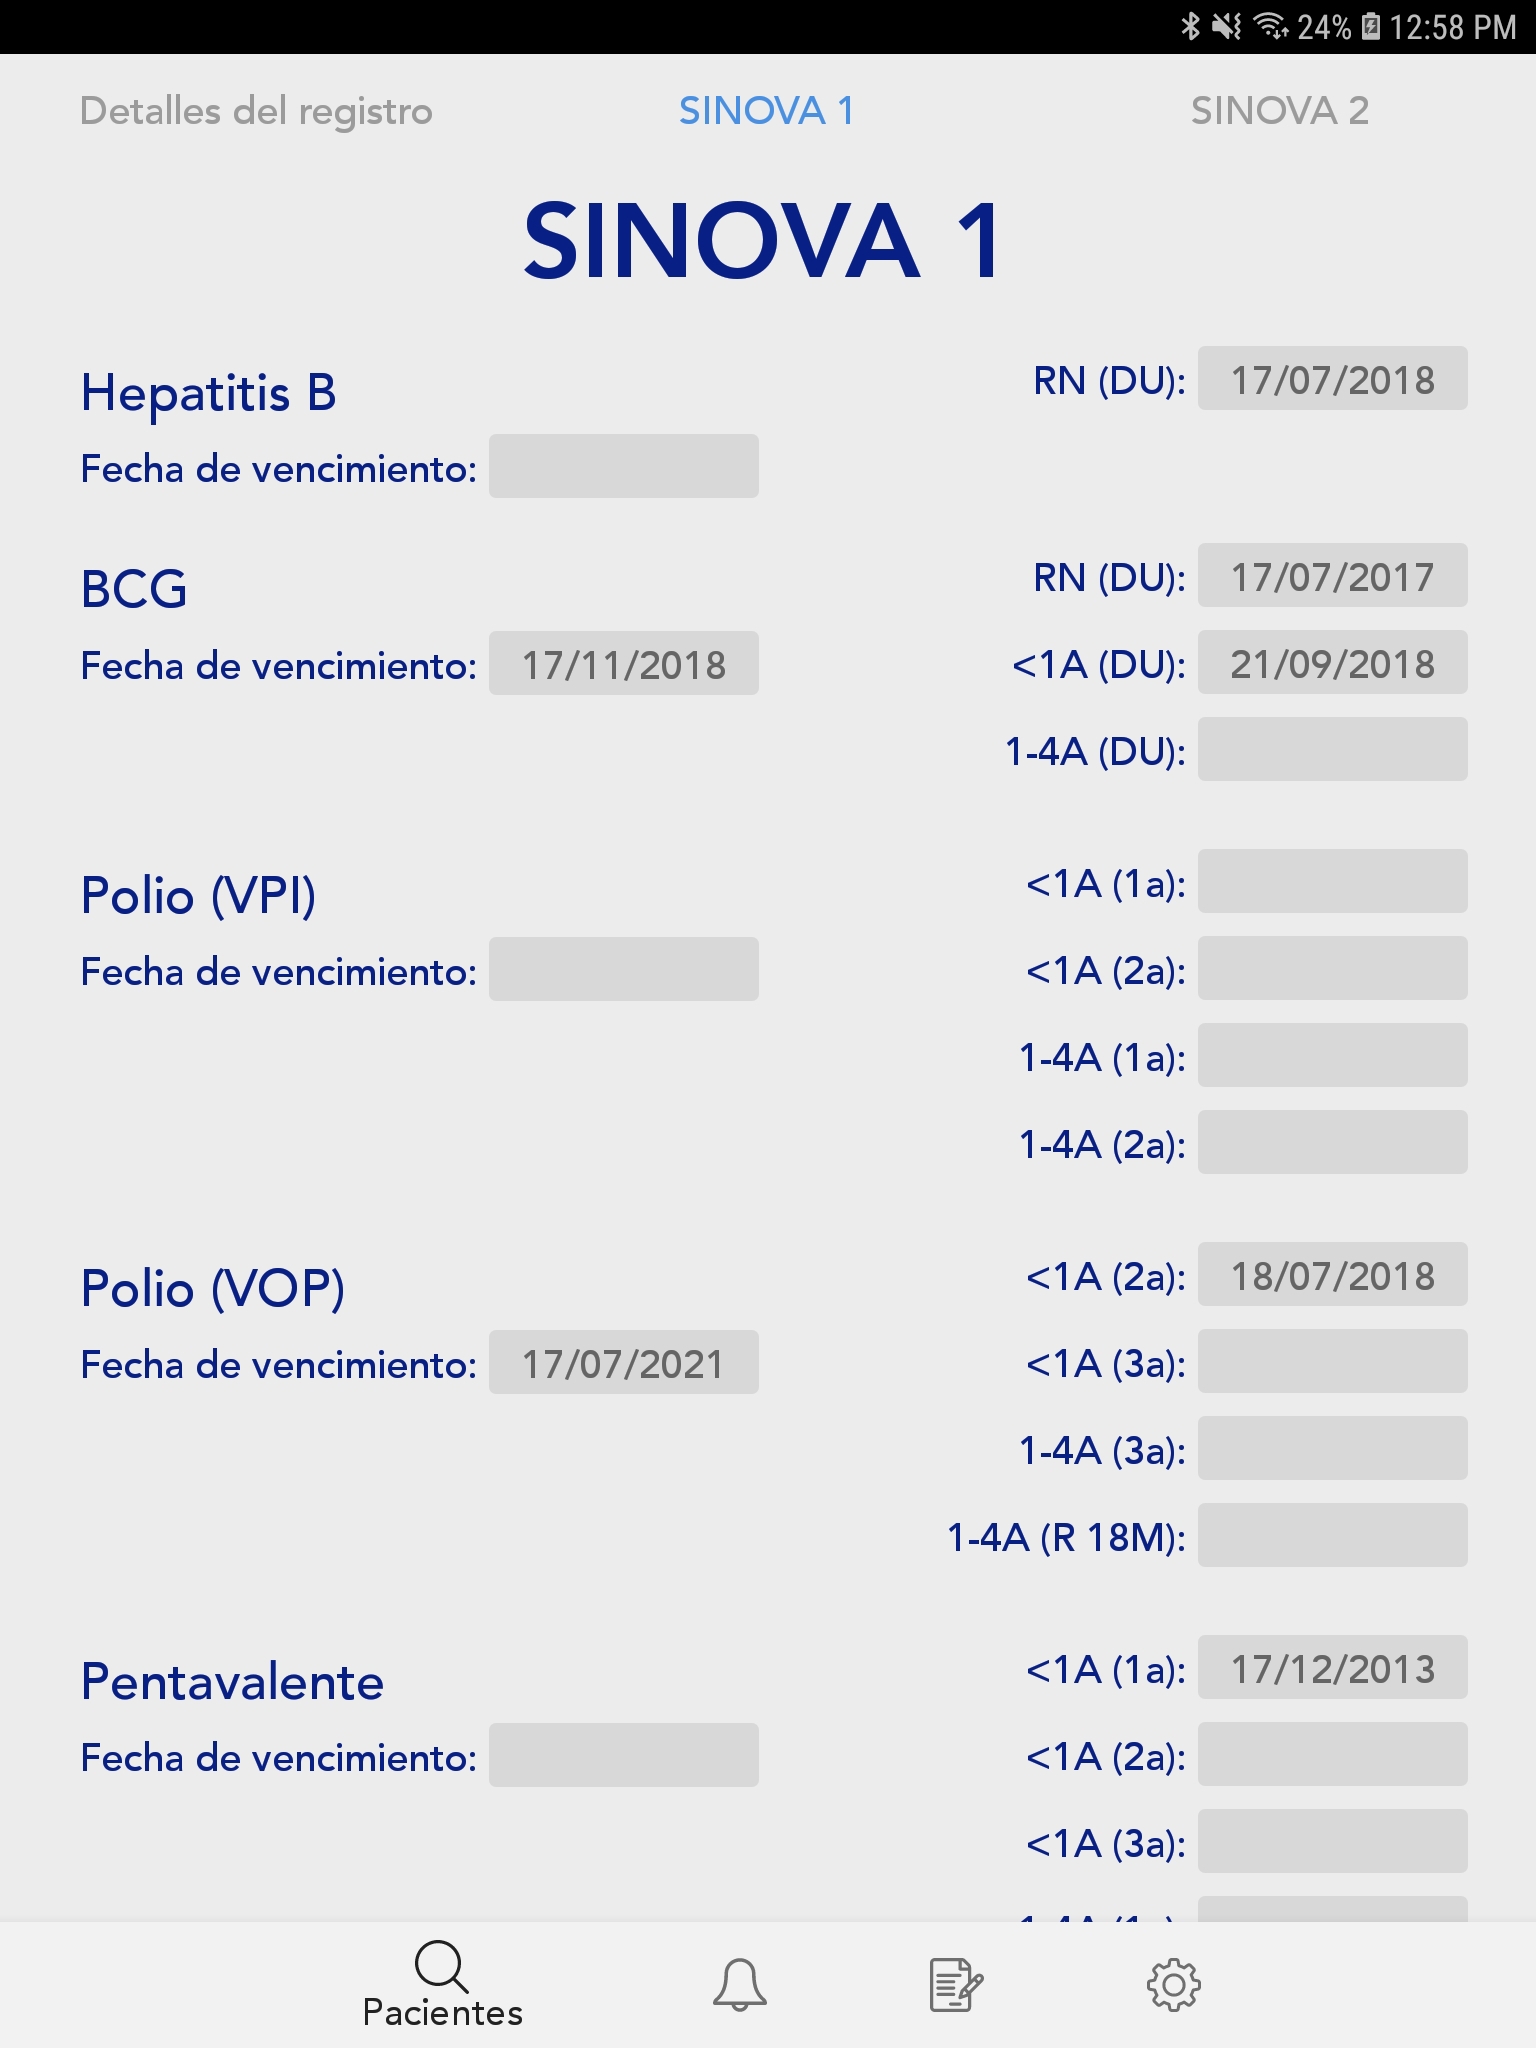 24% 12:58 PM
Detalles del registro SINOVA 1 SINOVA 2
SINOVA 1
Hepatitis B
RN (DU): 17/07/2018
Fecha de vencimiento:
BCG
RN (DU): 17/07/2017
Fecha de vencimiento: 17/11/2018
<1A (DU): 21/09/2018
1-4A (DU):
Polio (VPI)
<1A (1a):
Fecha de vencimiento:
<1A (2a):
1-4A (1a):
1-4A (2a):
Polio (VOP)
<1A (2a): 18/07/2018
Fecha de vencimiento: 17/07/2021
<1A (3a):
1-4A (3a):
1-4A (R 18M):
Pentavalente
<1A (1a): 17/12/2013
Fecha de vencimiento:
<1A (2a):
<1A (3a):
Pacientes